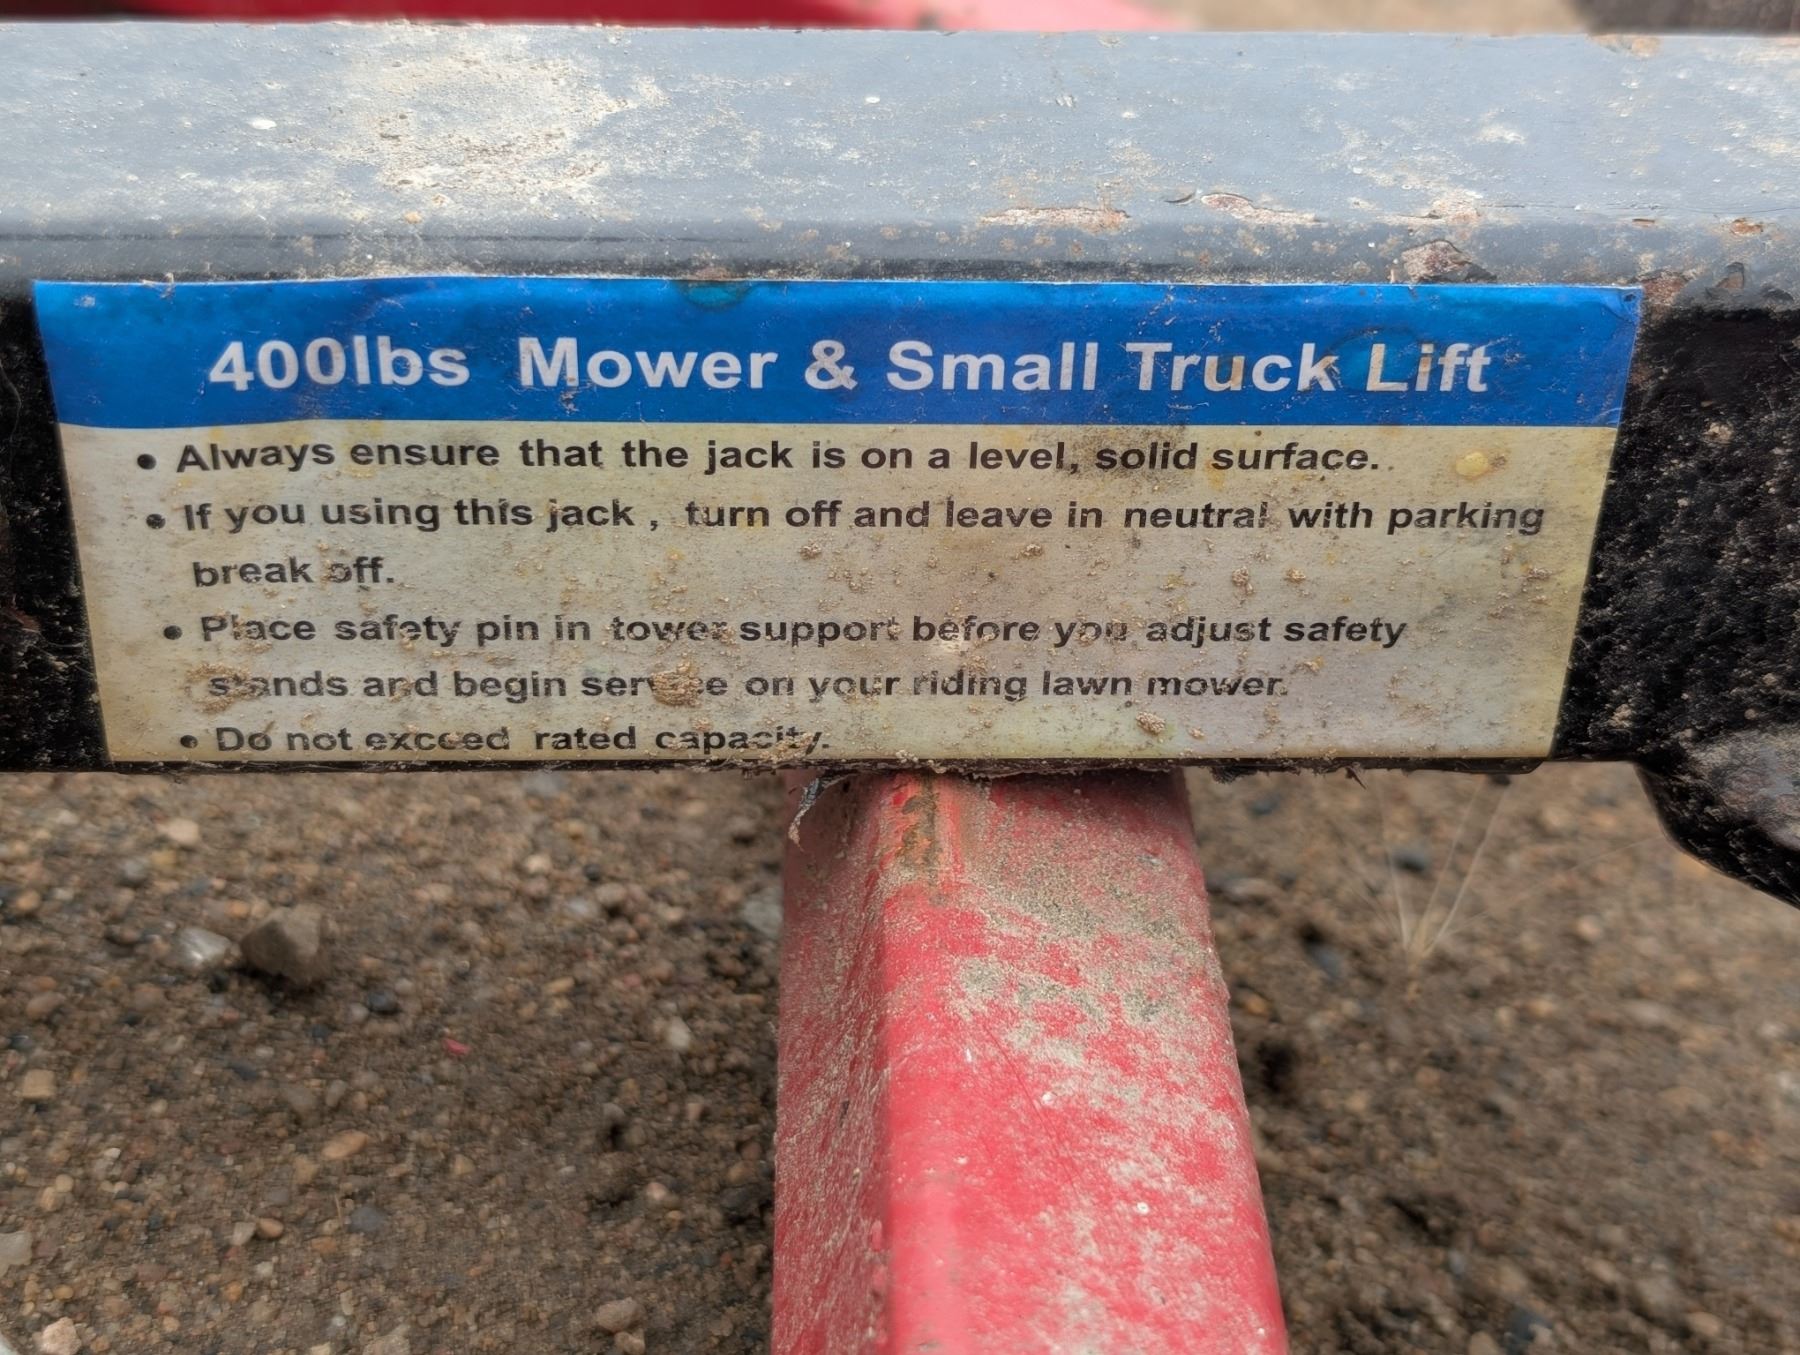 400lbs Mower & Small Truck Lift
• Always ensure that the jack is on a level, solid surface.
• If you using this jack , turn off and leave in neutral with parking
break off.
• Place safety pin in tower support before you adjust safety
stands and begin service on your riding lawn mower.
• Do not exceed rated capacity.